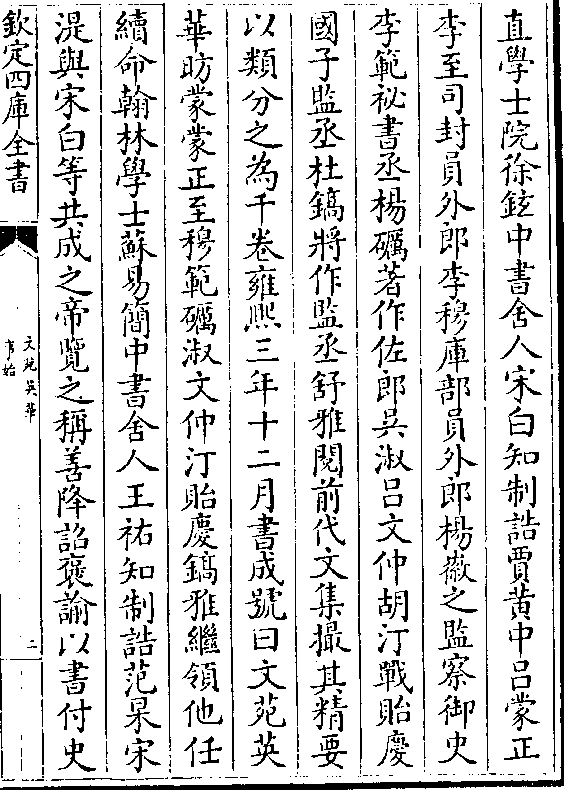 直學士院徐鉉中書舍人宋白知制誥賈黄中吕蒙正
李至司封員外郎李穆庫部員外郎楊徽之監察御史
李範祕書丞楊礪著作佐郎吳淑吕文仲胡汀戰貽慶
國子監丞杜鎬將作監丞舒雅閱前代文集撮其精要
以類分之為千卷雍熙三年十二月書成號曰文苑英
華昉蒙蒙正至穆範礪淑文仲汀貽慶鎬雅繼領他任
續命翰林學士蘇易簡中書舍人王祐知制誥范杲宋
湜與宋白等共成之帝覽之稱善降詔褒諭以書付史
欽定四庫全書
文苑英華
事始
二